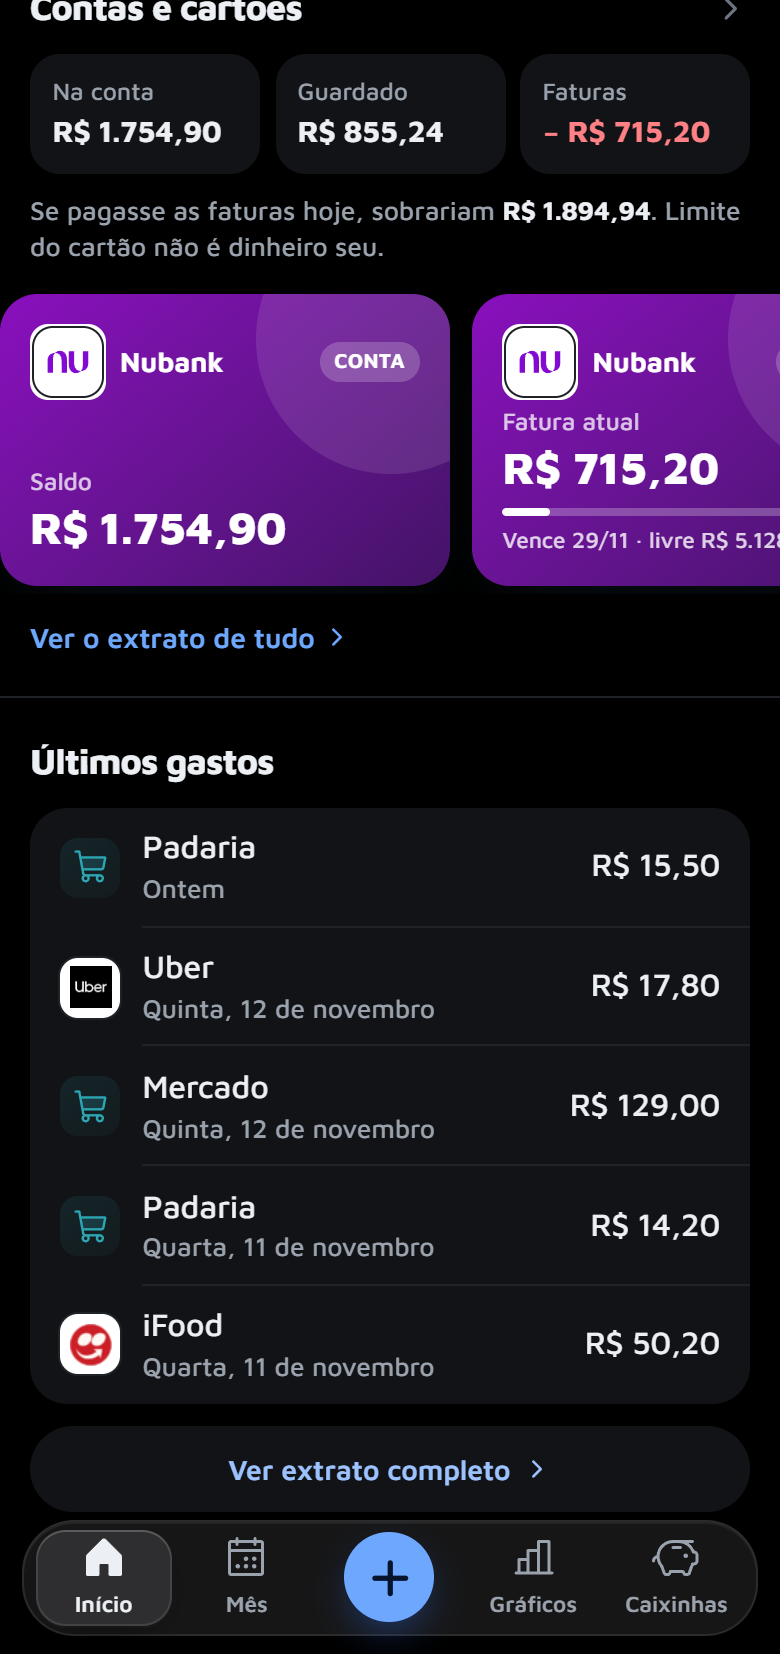 Contas e cartões
Na conta
R$ 1.754,90
Guardado
R$ 855,24
Faturas
– R$ 715,20
Se pagasse as faturas hoje, sobrariam R$ 1.894,94. Limite
do cartão não é dinheiro seu.
nu
Nubank
CONTA
Saldo
R$ 1.754,90
nu
Nubank
Fatura atual
R$ 715,20
Vence 29/11 · livre R$ 5.128
Ver o extrato de tudo
Últimos gastos
Padaria
R$ 15,50
Ontem
Uber
Uber
R$ 17,80
Quinta, 12 de novembro
Mercado
R$ 129,00
Quinta, 12 de novembro
Padaria
R$ 14,20
Quarta, 11 de novembro
iFood
R$ 50,20
Quarta, 11 de novembro
Ver extrato completo
Início
Mês
Gráficos
Caixinhas